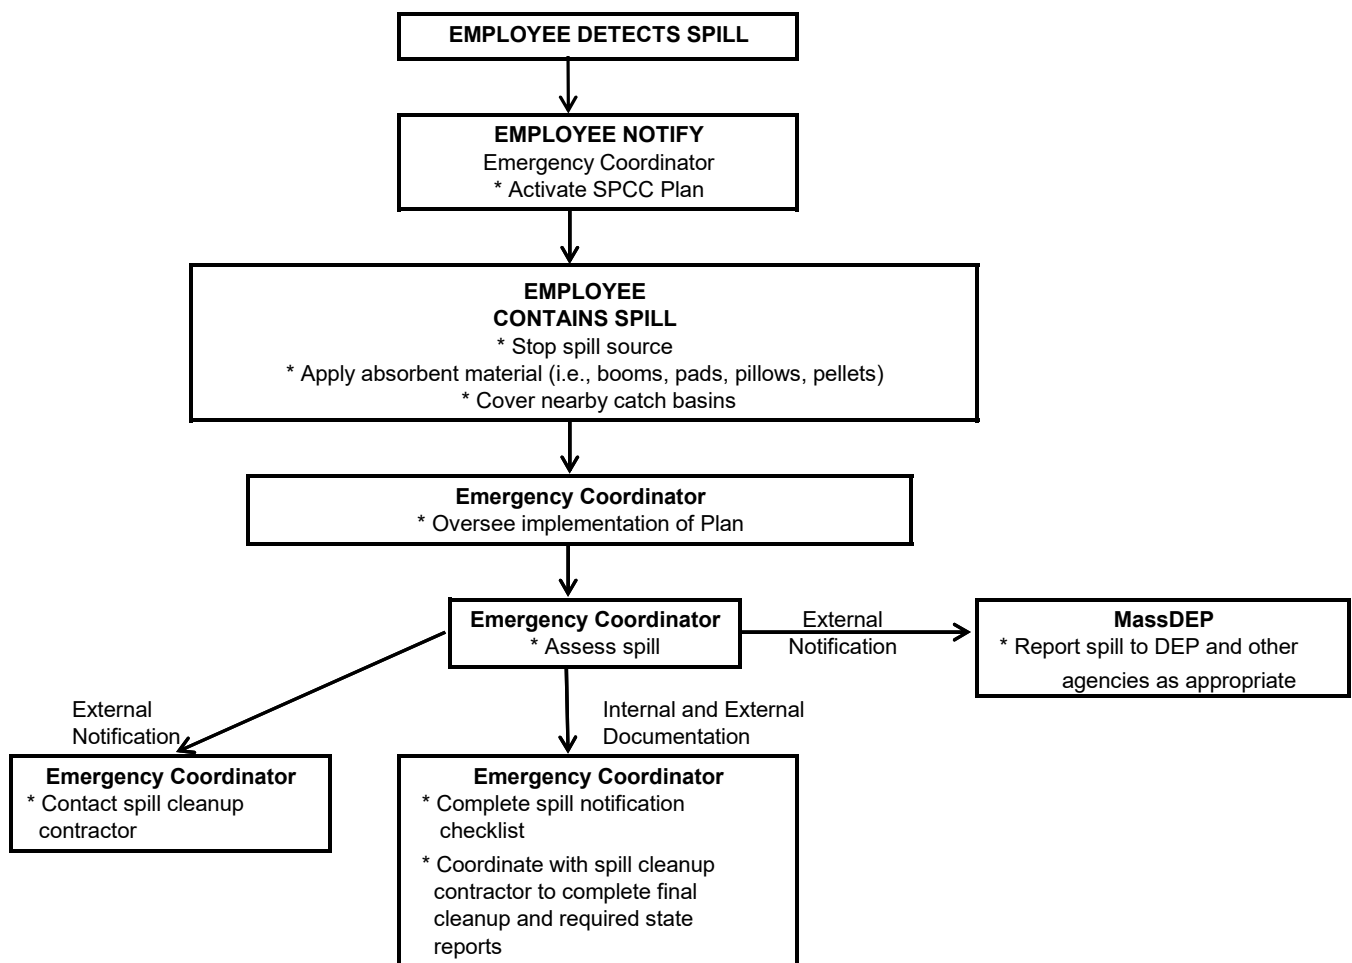 EMPLOYEE DETECTS SPILL
EMPLOYEE NOTIFY
Emergency Coordinator
* Activate SPCC Plan
EMPLOYEE
CONTAINS SPILL
* Stop spill source
* Apply absorbent material (i.e., booms, pads, pillows, pellets)
* Cover nearby catch basins
Emergency Coordinator
* Oversee implementation of Plan
Emergency Coordinator
* Assess spill
External
Notification
MassDEP
* Report spill to DEP and other
agencies as appropriate
External
Notification
Emergency Coordinator
* Contact spill cleanup
contractor
Internal and External
Documentation
Emergency Coordinator
* Complete spill notification
checklist
* Coordinate with spill cleanup
contractor to complete final
cleanup and required state
reports